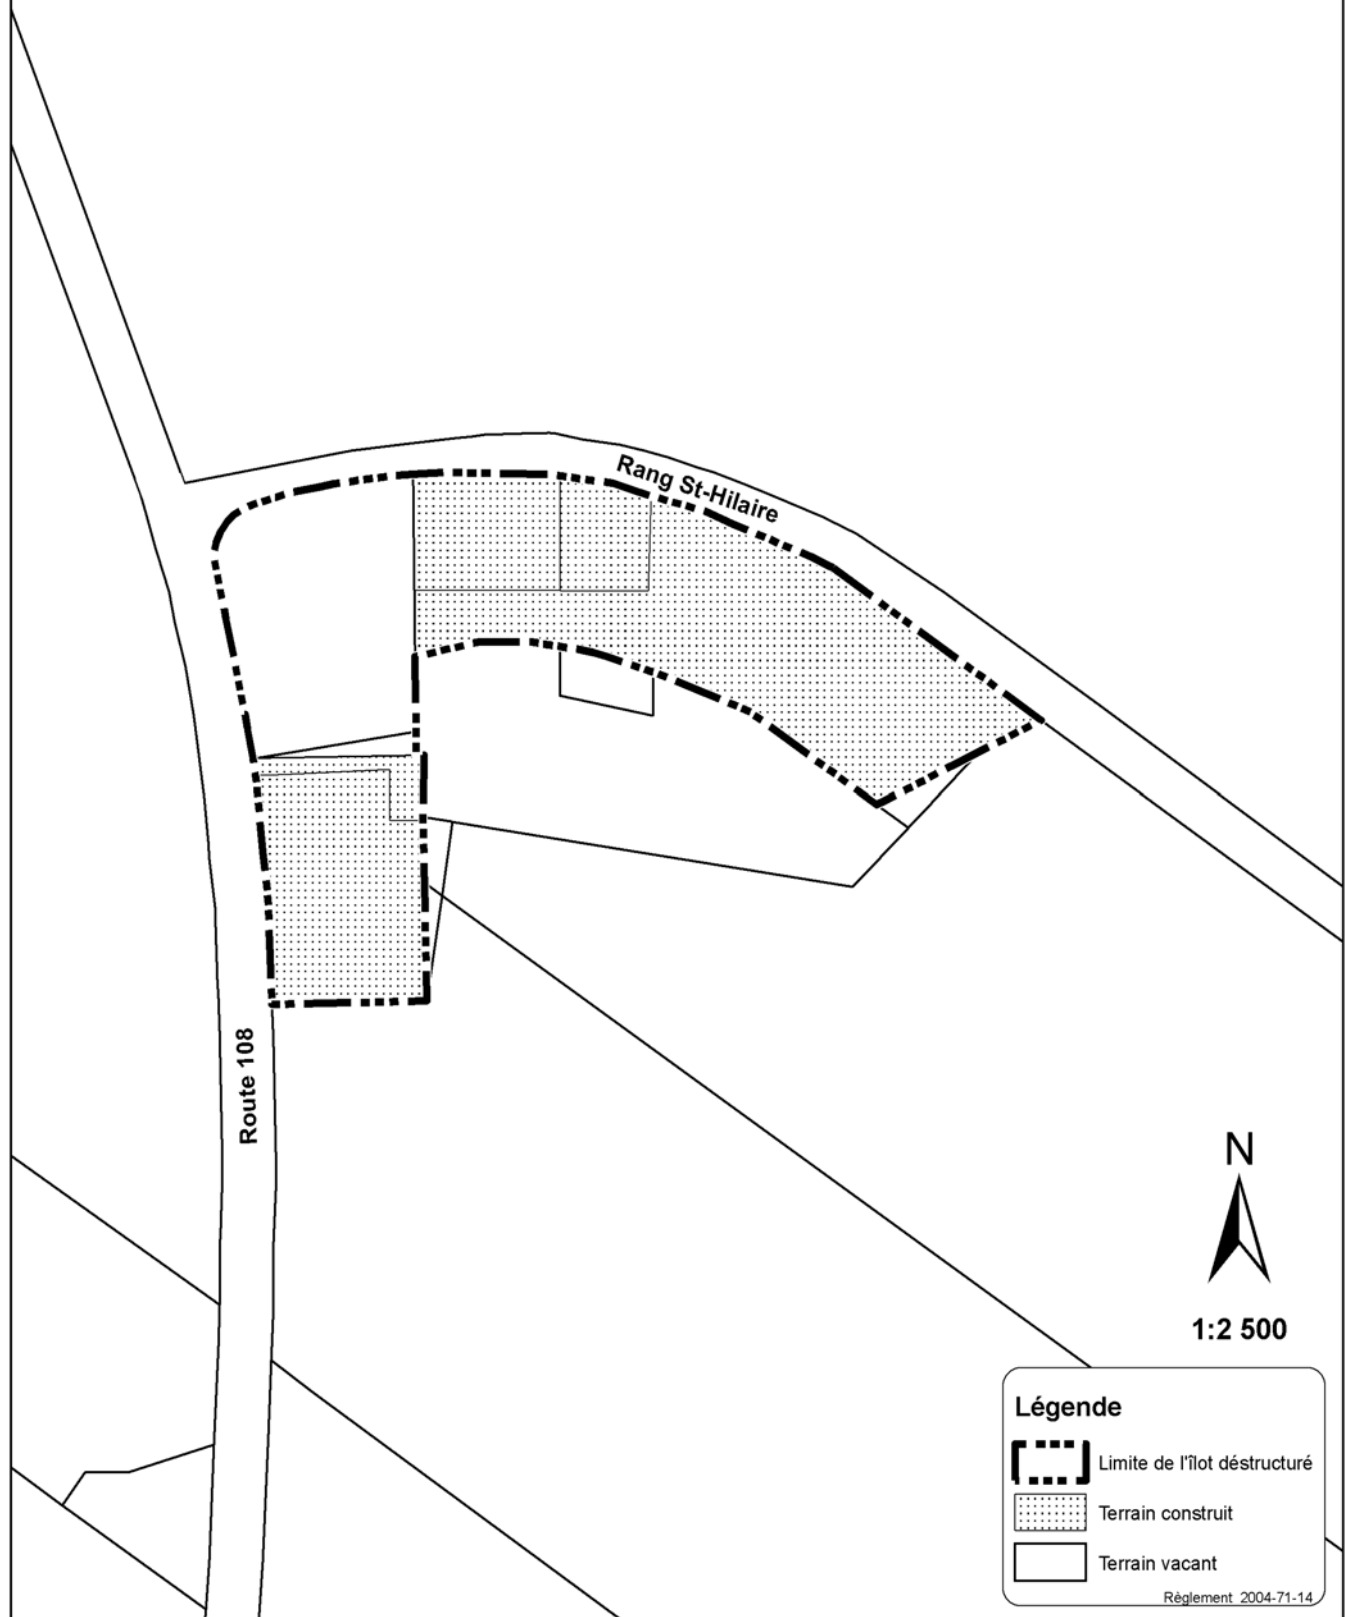 Rang St-Hilaire
Route 108
N
1:2 500
Légende
Limite de l'îlot déstructuré
Terrain construit
Terrain vacant
Règlement 2004-71-14